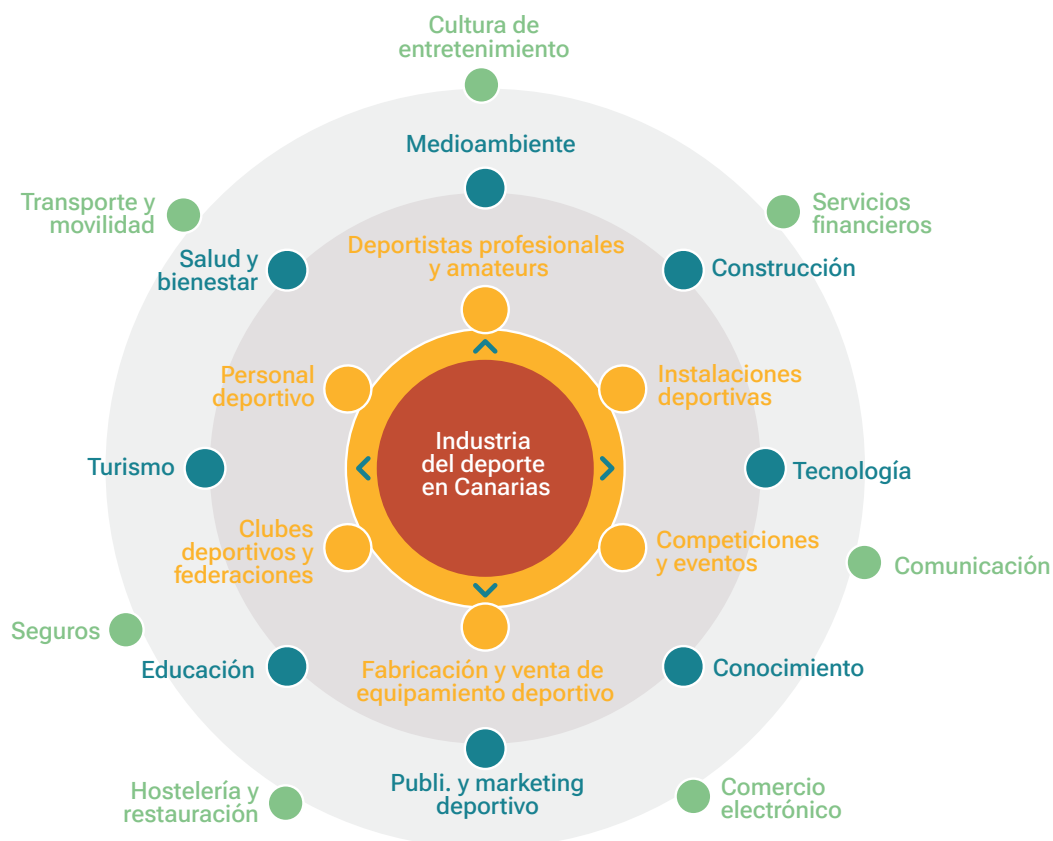 Cultura de
entretenimiento
Medioambiente
Transporte y
movilidad
Servicios
financieros
Salud y
bienestar
Deportistas profesionales
y amateurs
Construcción
Personal
deportivo
Instalaciones
deportivas
Turismo
Industria
del deporte
en Canarias
Tecnología
Clubes
deportivos y
federaciones
Competiciones
y eventos
Comunicación
Seguros
Educación
Fabricación y venta de
equipamiento deportivo
Conocimiento
Publi. y marketing
deportivo
Hostelería y
restauración
Comercio
electrónico